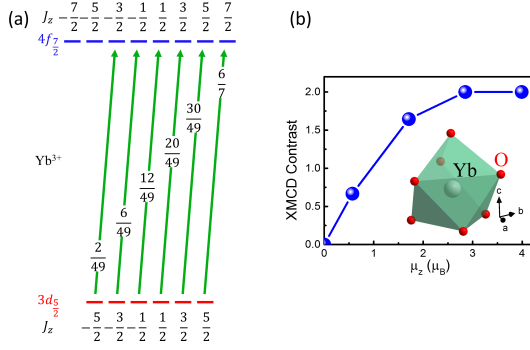 (a)
J_z -7/2 -5/2 -3/2 -1/2 1/2 3/2 5/2 7/2
4f_{7/2}
Yb³⁺
2/49
6/49
12/49
20/49
30/49
6/7
3d_{5/2}
J_z -5/2 -3/2 -1/2 1/2 3/2 5/2
(b)
XMCD Contrast
2.0
1.5
1.0
0.5
0.0
0 1 2 3 4
μ_z (μ_B)
Yb
O
c
b
a